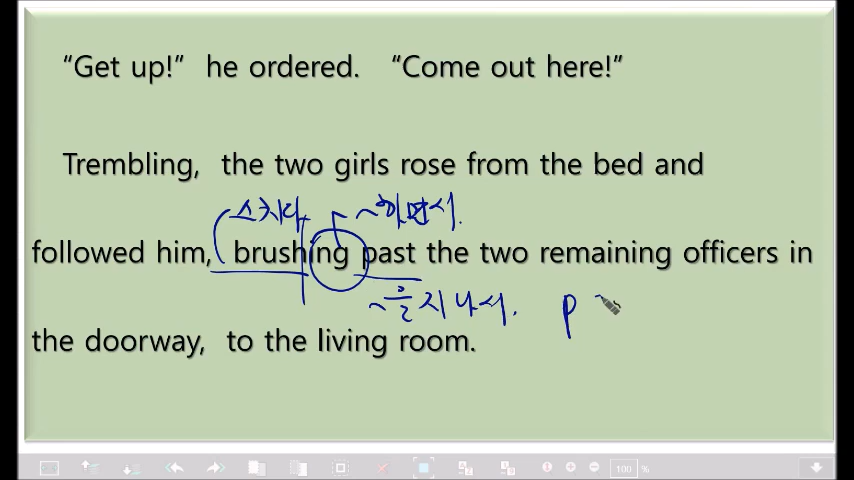 “Get up!” he ordered. “Come out here!”
Trembling, the two girls rose from the bed and
스치다 ~하면서.
followed him, brushing past the two remaining officers in
~을 지나서. p
the doorway, to the living room.
100 %